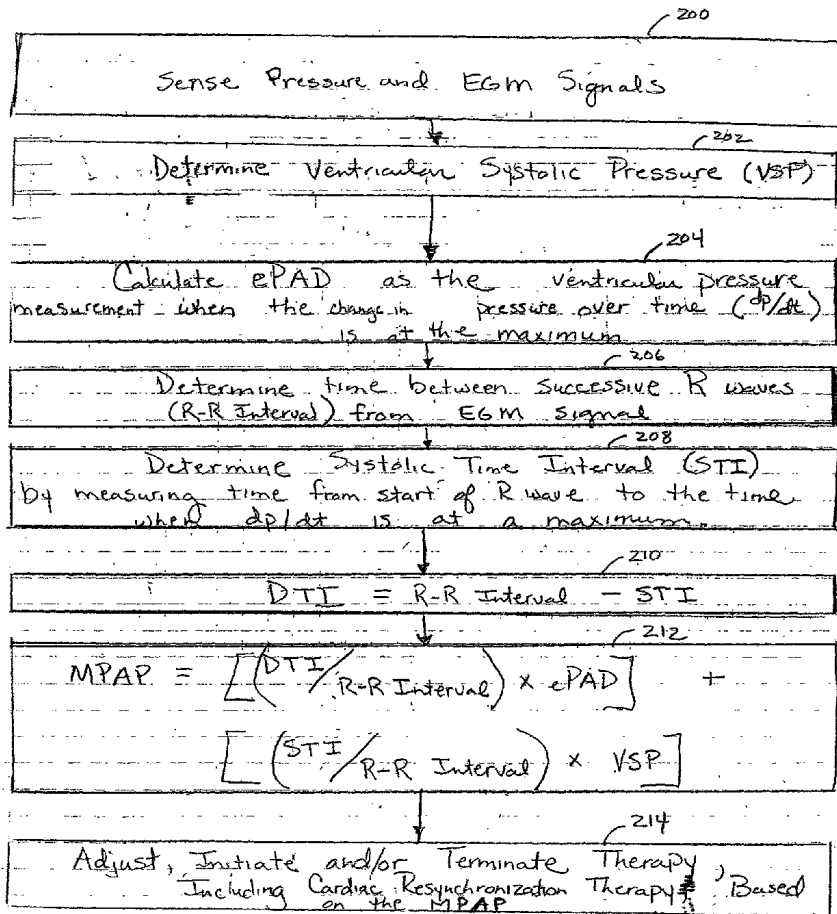 200
Sense Pressure and EGM Signals
202
Determine Ventricular Systolic Pressure (VSP)
204
Calculate ePAD as the ventricular pressure
measurement when the change in pressure over time (dp/dt)
is at the maximum
206
Determine time between successive R waves
(R-R Interval) from EGM signal
208
Determine Systolic Time Interval (STI)
by measuring time from start of R wave to the time
when dp/dt is at a maximum.
210
DTI = R-R Interval - STI
212
MPAP = [(DTI/R-R Interval) × ePAD] +
[(STI/R-R Interval) × VSP]
214
Adjust, Initiate and/or Terminate Therapy,
Including Cardiac Resynchronization Therapy, Based
on the MPAP